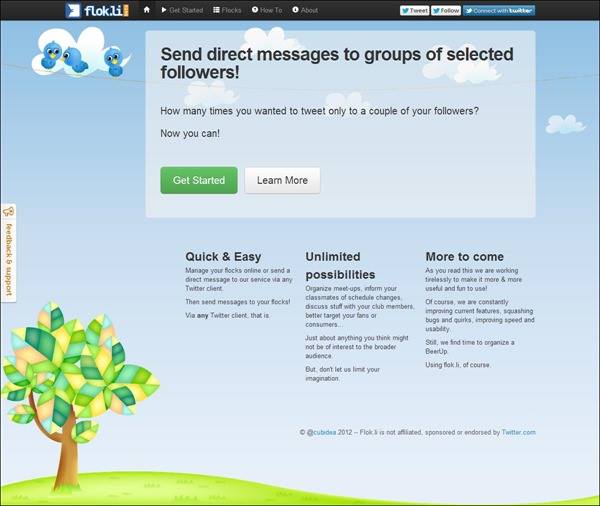 flok.li
Get Started
Flocks
How To
About
Tweet
Follow
Connect with twitter
Send direct messages to groups of selected
followers!
How many times you wanted to tweet only to a couple of your followers?
Now you can!
Get Started
Learn More
feedback & support
Quick & Easy
Manage your flocks online or send a
direct message to our service via any
Twitter client.
Then send messages to your flocks!
Via any Twitter client, that is.
Unlimited
possibilities
Organize meet-ups, inform your
classmates of schedule changes,
discuss stuff with your club members,
better target your fans or
consumers...
Just about anything you think might
not be of interest to the broader
audience.
But, don't let us limit your
imagination.
More to come
As you read this we are working
tirelessly to make it more & more
useful and fun to use!
Of course, we are constantly
improving current features, squashing
bugs and quirks, improving speed and
usability.
Still, we find time to organize a
BeerUp.
Using flok.li, of course.
© @cubidea 2012 – Flok.li is not affiliated, sponsored or endorsed by Twitter.com